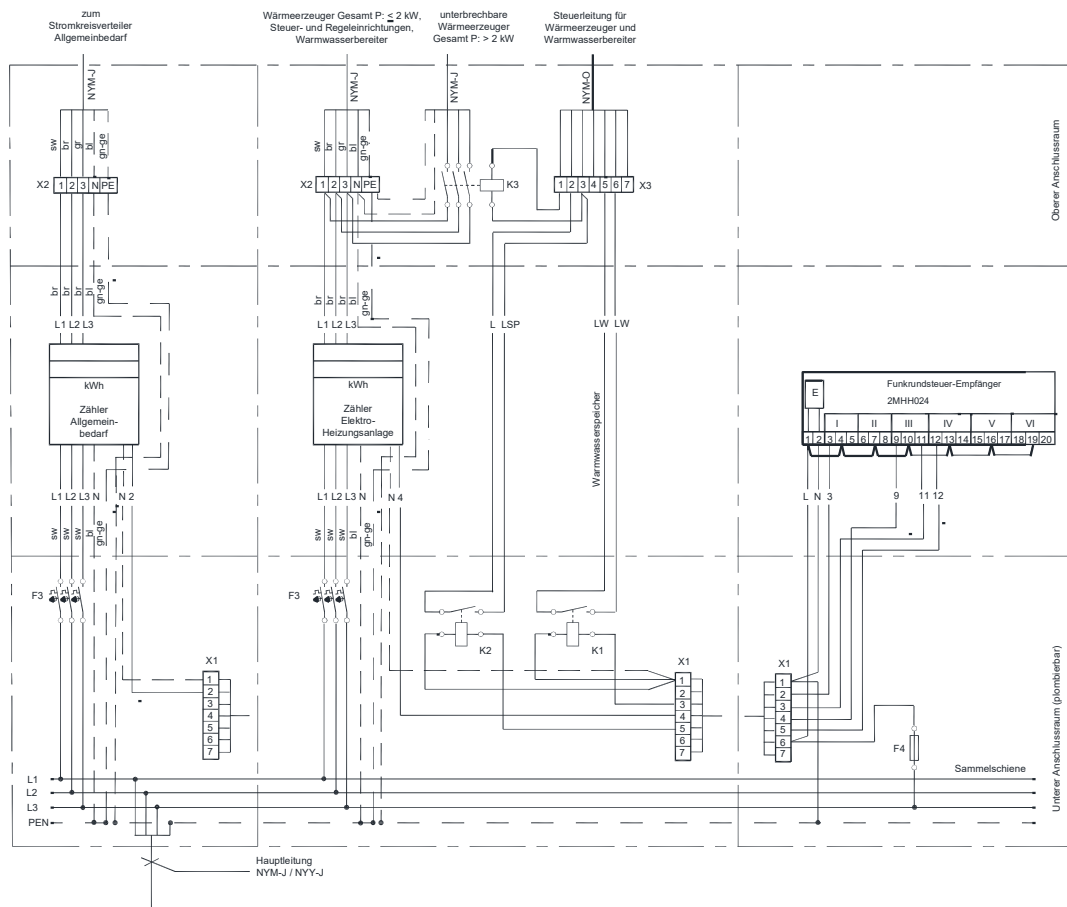 zum
Stromkreisverteiler
Allgemeinbedarf
Wärmeerzeuger Gesamt P: ≤ 2 kW,
Steuer- und Regeleinrichtungen,
Warmwasserbereiter
unterbrechbare
Wärmeerzeuger
Gesamt P: > 2 kW
Steuerleitung für
Wärmeerzeuger und
Warmwasserbereiter
NYM-J
NYM-J
NYM-J
NYM-O
sw br gr bl gn-ge
sw br gr bl gn-ge
X2 1 2 3 N PE
X2 1 2 3 N PE
K3
1 2 3 4 5 6 7 X3
Oberer Anschlussraum
br br br bl gn-ge
br br br bl gn-ge
L1 L2 L3
L1 L2 L3
L LSP
LW LW
kWh
Zähler
Allgemein-
bedarf
kWh
Zähler
Elektro-
Heizungsanlage
Warmwasserspeicher
E
Funkrundsteuer-Empfänger
2MHH024
I II III IV V VI
1 2 3 4 5 6 7 8 9 10 11 12 13 14 15 16 17 18 19 20
L1 L2 L3 N N 2
L1 L2 L3 N N 4
L N 3 9 11 12
sw sw sw bl gn-ge
sw sw sw bl gn-ge
F3
F3
K2
K1
X1
1
2
3
4
5
6
7
X1
1
2
3
4
5
6
7
X1
1
2
3
4
5
6
7
F4
Unterer Anschlussraum (plombierbar)
L1
Sammelschiene
L2
L3
PEN
Hauptleitung
NYM-J / NYY-J